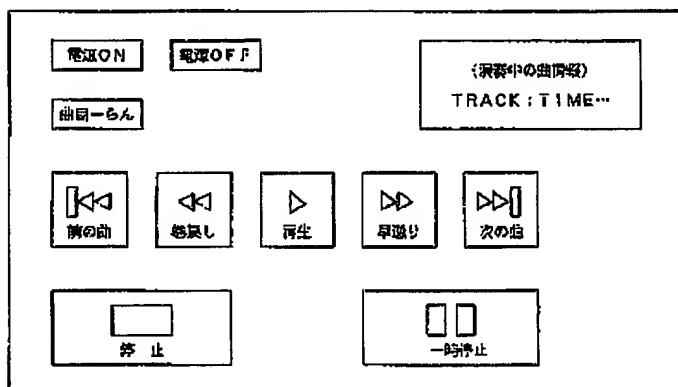 電源ON
電源OFF
(演奏中の曲情報)
TRACK:TIME…
曲目一らん
前の曲
巻戻し
再生
早送り
次の曲
停 止
一時停止